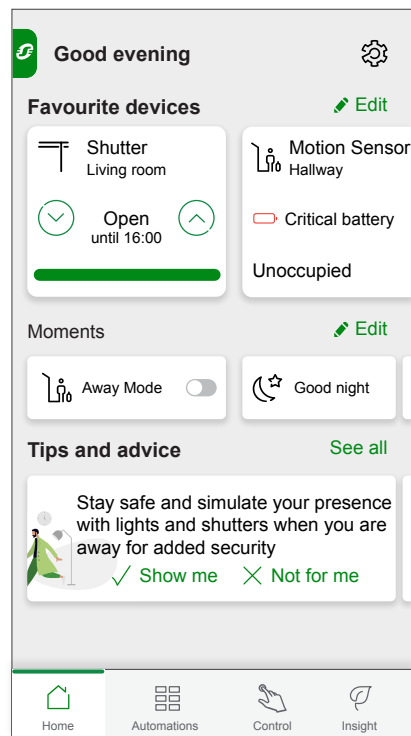 Good evening
Favourite devices
Edit
Shutter
Living room
Open
until 16:00
Motion Sensor
Hallway
Critical battery
Unoccupied
Moments
Edit
Away Mode
Good night
Tips and advice
See all
Stay safe and simulate your presence
with lights and shutters when you are
away for added security
Show me
Not for me
Home
Automations
Control
Insight